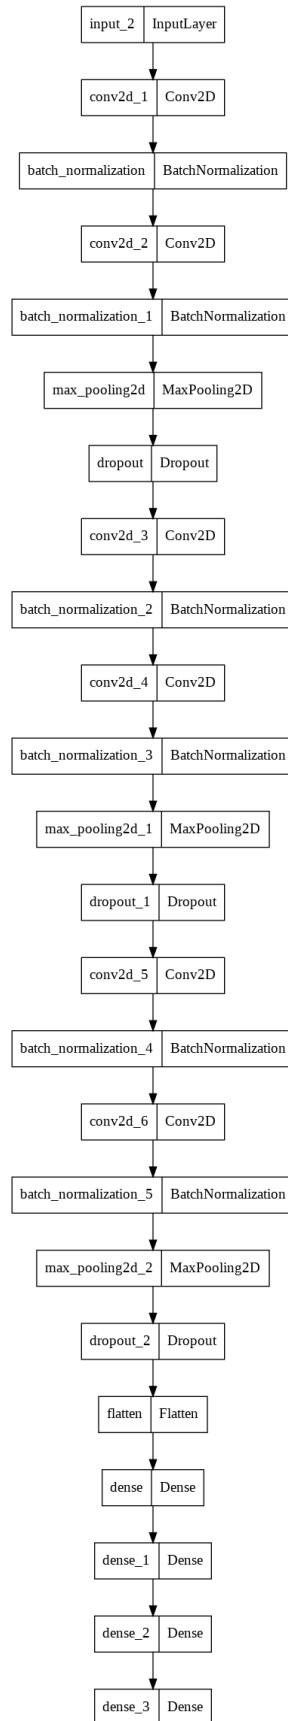 input_2 InputLayer
conv2d_1 Conv2D
batch_normalization BatchNormalization
conv2d_2 Conv2D
batch_normalization_1 BatchNormalization
max_pooling2d MaxPooling2D
dropout Dropout
conv2d_3 Conv2D
batch_normalization_2 BatchNormalization
conv2d_4 Conv2D
batch_normalization_3 BatchNormalization
max_pooling2d_1 MaxPooling2D
dropout_1 Dropout
conv2d_5 Conv2D
batch_normalization_4 BatchNormalization
conv2d_6 Conv2D
batch_normalization_5 BatchNormalization
max_pooling2d_2 MaxPooling2D
dropout_2 Dropout
flatten Flatten
dense Dense
dense_1 Dense
dense_2 Dense
dense_3 Dense